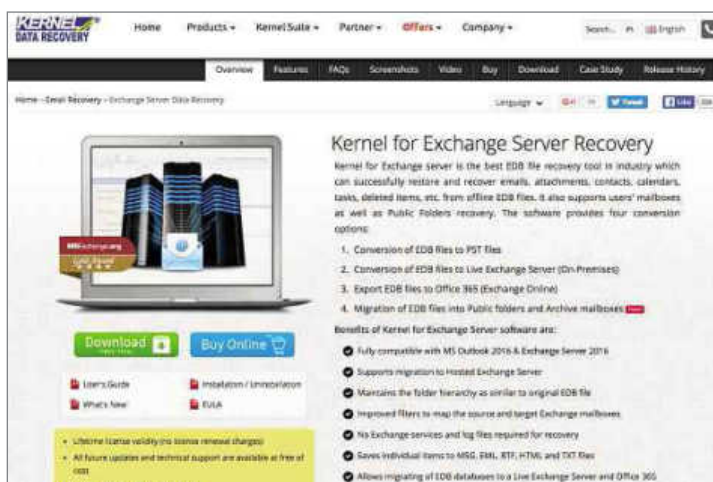 KERNEL
DATA RECOVERY
Home
Products
Kernel Suite
Partner
Offers
Company
Search...
English
Overview
Features
FAQs
Screenshots
Video
Buy
Download
Case Study
Release History
Home - Email Recovery - Exchange Server Data Recovery
Language
Tweet
Like
Kernel for Exchange Server Recovery
Kernel for Exchange server is the best EDB file recovery tool in industry which
can successfully restore and recover emails, attachments, contacts, calendars,
tasks, deleted items, etc. from offline EDB files. It also supports users' mailboxes
as well as Public Folders recovery. The software provides four conversion
options:
1. Conversion of EDB files to PST files
2. Conversion of EDB files to Live Exchange Server (On-Premises)
3. Export EDB files to Office 365 (Exchange Online)
4. Migration of EDB files into Public folders and Archive mailboxes
Benefits of Kernel for Exchange Server software are:
Fully compatible with MS Outlook 2016 & Exchange Server 2016
Supports migration to Hosted Exchange Server
Maintains the folder hierarchy as similar to original EDB file
Improved filters to map the source and target Exchange mailboxes
No Exchange services and log files required for recovery
Saves individual items to MSG, EML, RTF, HTML and TXT files
Allows migrating of EDB databases to a Live Exchange Server and Office 365
MSExchange.org
Gold Award
Download
Buy Online
User's Guide
Installation / Uninstallation
What's New
EULA
Lifetime license validity (no license renewal charges)
All future updates and technical support are available at free of
cost